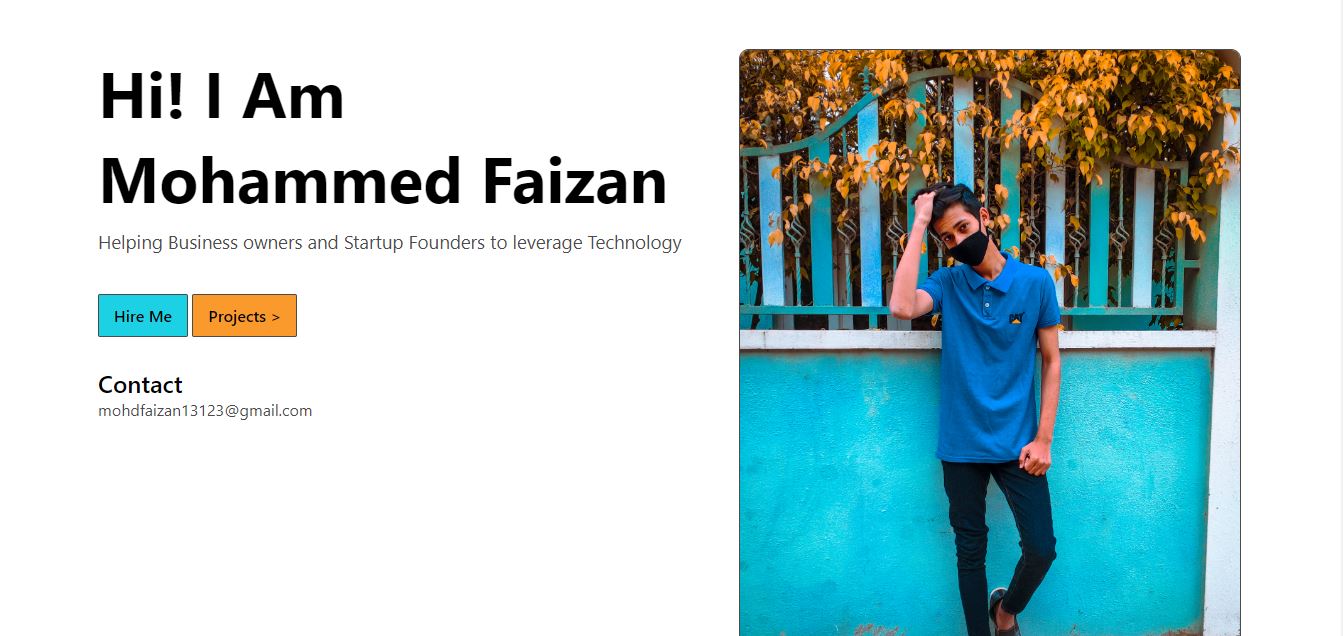 Hi! I Am
Mohammed Faizan
Helping Business owners and Startup Founders to leverage Technology
Hire Me
Projects >
Contact
mohdfaizan13123@gmail.com
CAT